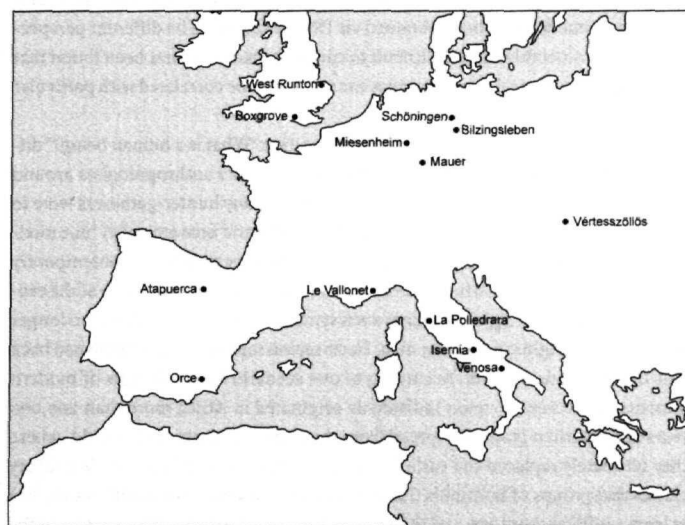 West Runton
Boxgrove
Schöningen
Bilzingsleben
Miesenheim
Mauer
Vértesszöllös
Atapuerca
Le Vallonet
La Polledrara
Isernia
Venosa
Orce